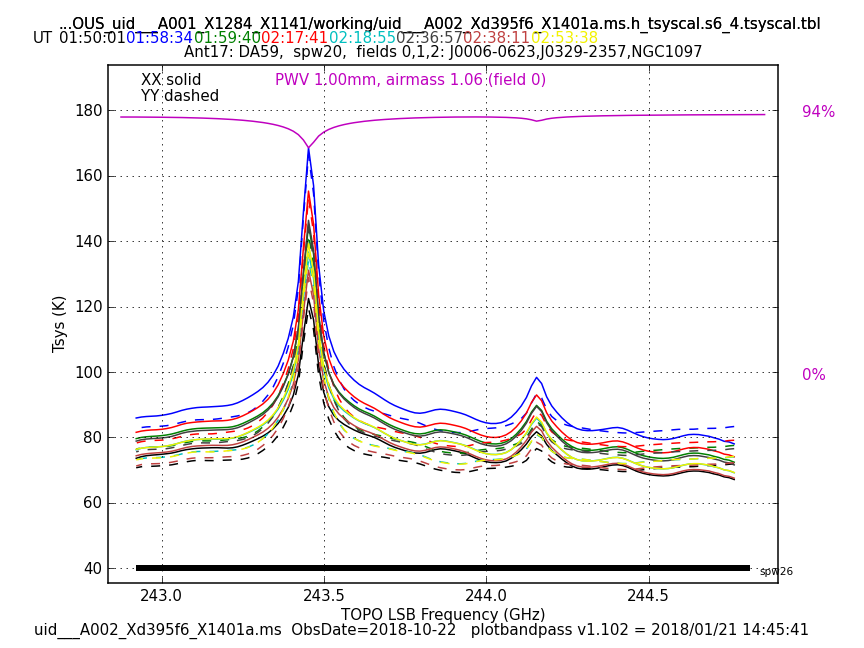 ...OUS_uid___A001_X1284_X1141/working/uid___A002_Xd395f6_X1401a.ms.h_tsyscal.s6_4.tsyscal.tbl
UT 01:50:01 01:58:34 01:59:40 02:17:41 02:18:55 02:36:57 02:38:11 02:53:38
Ant17: DA59,  spw20,  fields 0,1,2: J0006-0623,J0329-2357,NGC1097
XX solid PWV 1.00mm, airmass 1.06 (field 0)
YY dashed
94%
0%
180
160
140
120
100
80
60
40
Tsys (K)
spw26
243.0 243.5 244.0 244.5
TOPO LSB Frequency (GHz)
uid___A002_Xd395f6_X1401a.ms  ObsDate=2018-10-22   plotbandpass v1.102 = 2018/01/21 14:45:41